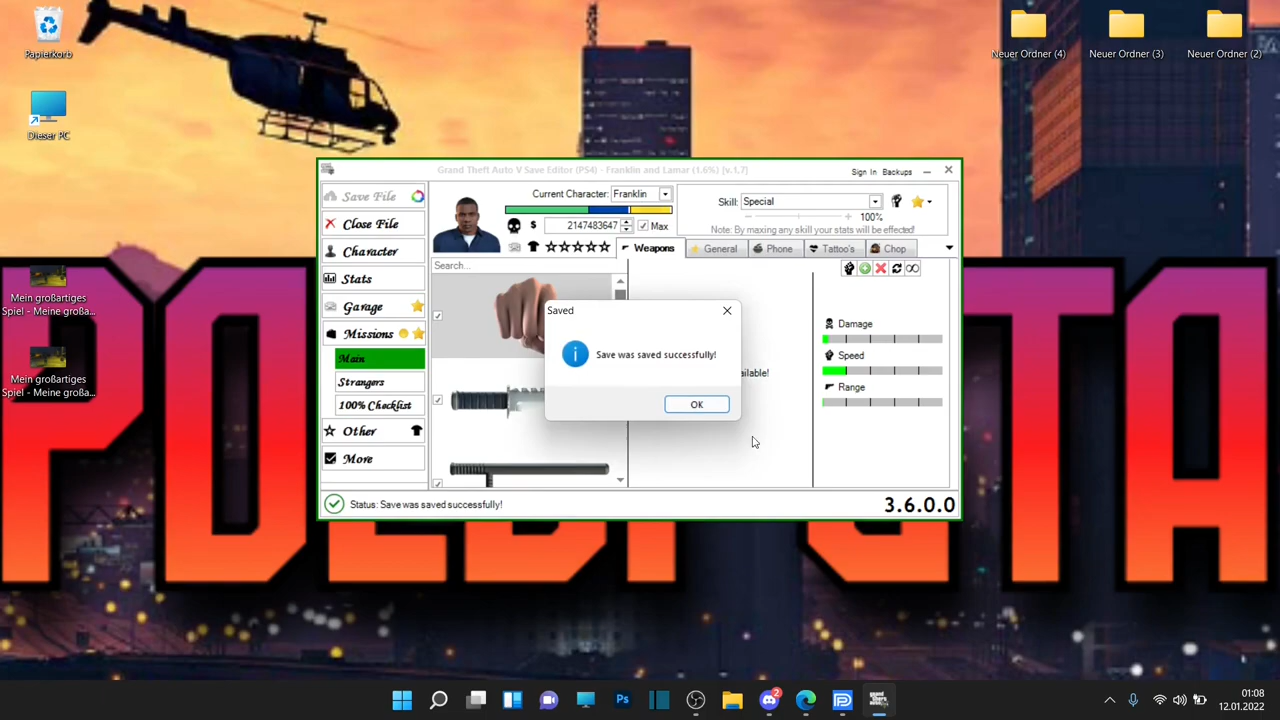 Papierkorb
Dieser PC
Neuer Ordner (4)
Neuer Ordner (3)
Neuer Ordner (2)
Mein großartiges
Spiel - Meine großa...
Mein großartiges
Spiel - Meine großa...
Grand Theft Auto V Save Editor (PS4) - Franklin and Lamar (1.6%) [v.1,7]
Sign In Backups
Save File
Close File
Character
Stats
Garage
Missions
Main
Strangers
100% Checklist
Other
More
Current Character: Franklin
$ 2147483647 Max
Skill: Special
100%
Note: By maxing any skill your stats will be effected!
Weapons
General
Phone
Tattoo's
Chop
Search...
Damage
Speed
Range
ailable!
Saved
Save was saved successfully!
OK
Status: Save was saved successfully!
3.6.0.0
GTA
Ps
2
01:08
12.01.2022